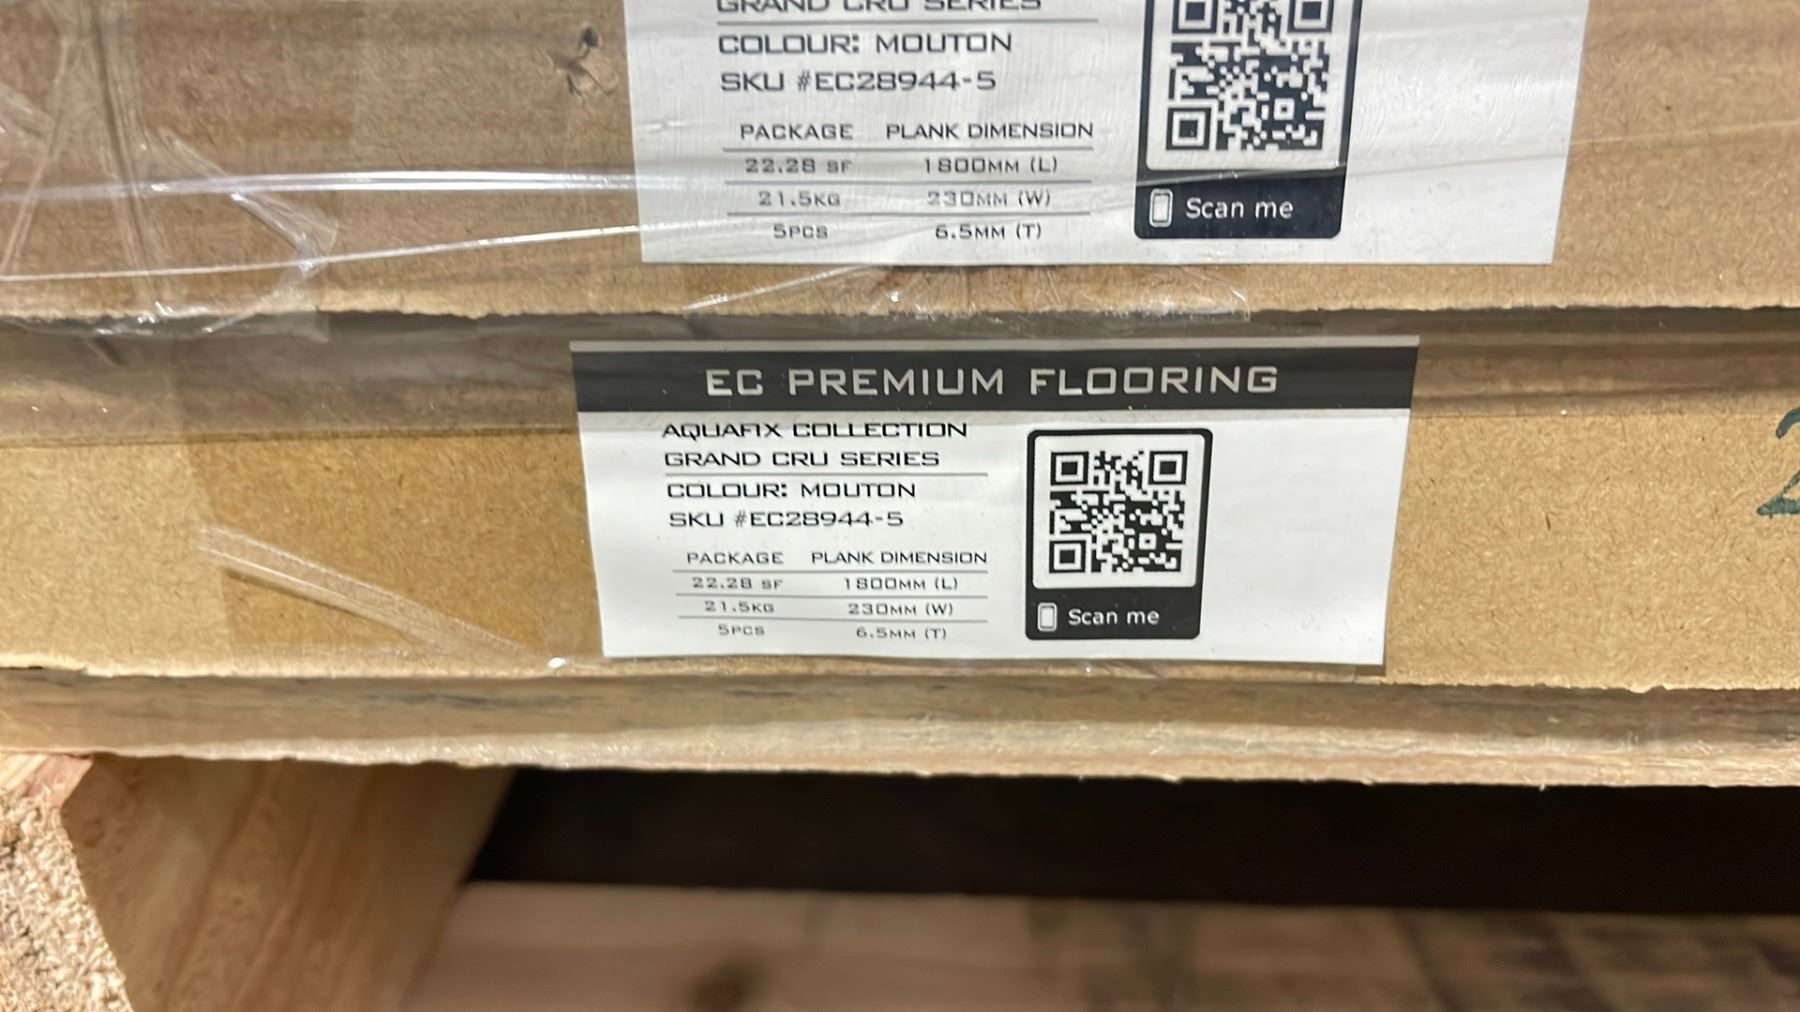 GRAND CRU SERIES
COLOUR: MOUTON
SKU #EC28944-5
PACKAGE PLANK DIMENSION
22.28 SF 1800MM (L)
21.5KG 230MM (W)
5PCS 6.5MM (T)
Scan me
EC PREMIUM FLOORING
AQUAFIX COLLECTION
GRAND CRU SERIES
COLOUR: MOUTON
SKU #EC28944-5
PACKAGE PLANK DIMENSION
22.28 SF 1800MM (L)
21.5KG 230MM (W)
5PCS 6.5MM (T)
Scan me
2